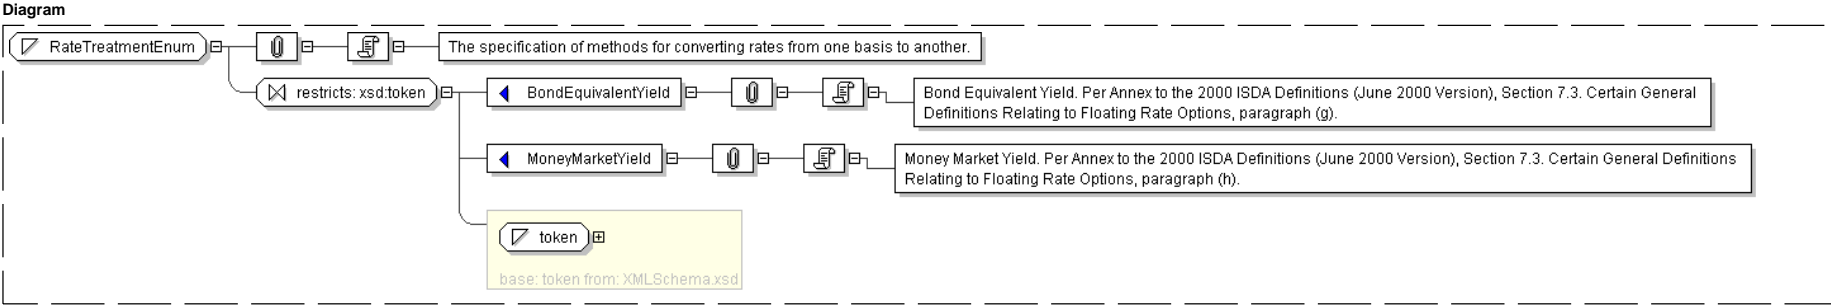 Diagram
RateTreatmentEnum
The specification of methods for converting rates from one basis to another.
restricts: xsd:token
BondEquivalentYield
Bond Equivalent Yield. Per Annex to the 2000 ISDA Definitions (June 2000 Version), Section 7.3. Certain General
Definitions Relating to Floating Rate Options, paragraph (g).
MoneyMarketYield
Money Market Yield. Per Annex to the 2000 ISDA Definitions (June 2000 Version), Section 7.3. Certain General Definitions
Relating to Floating Rate Options, paragraph (h).
token
base: token from: XMLSchema.xsd